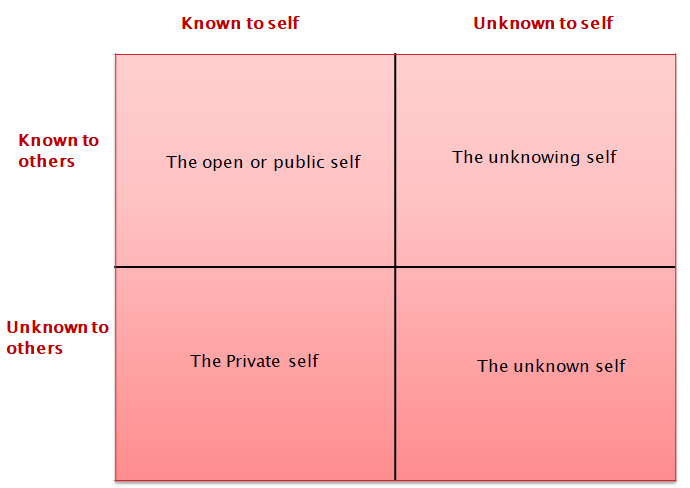 Known to self
Unknown to self
Known to
others
The open or public self
The unknowing self
Unknown to
others
The Private self
The unknown self